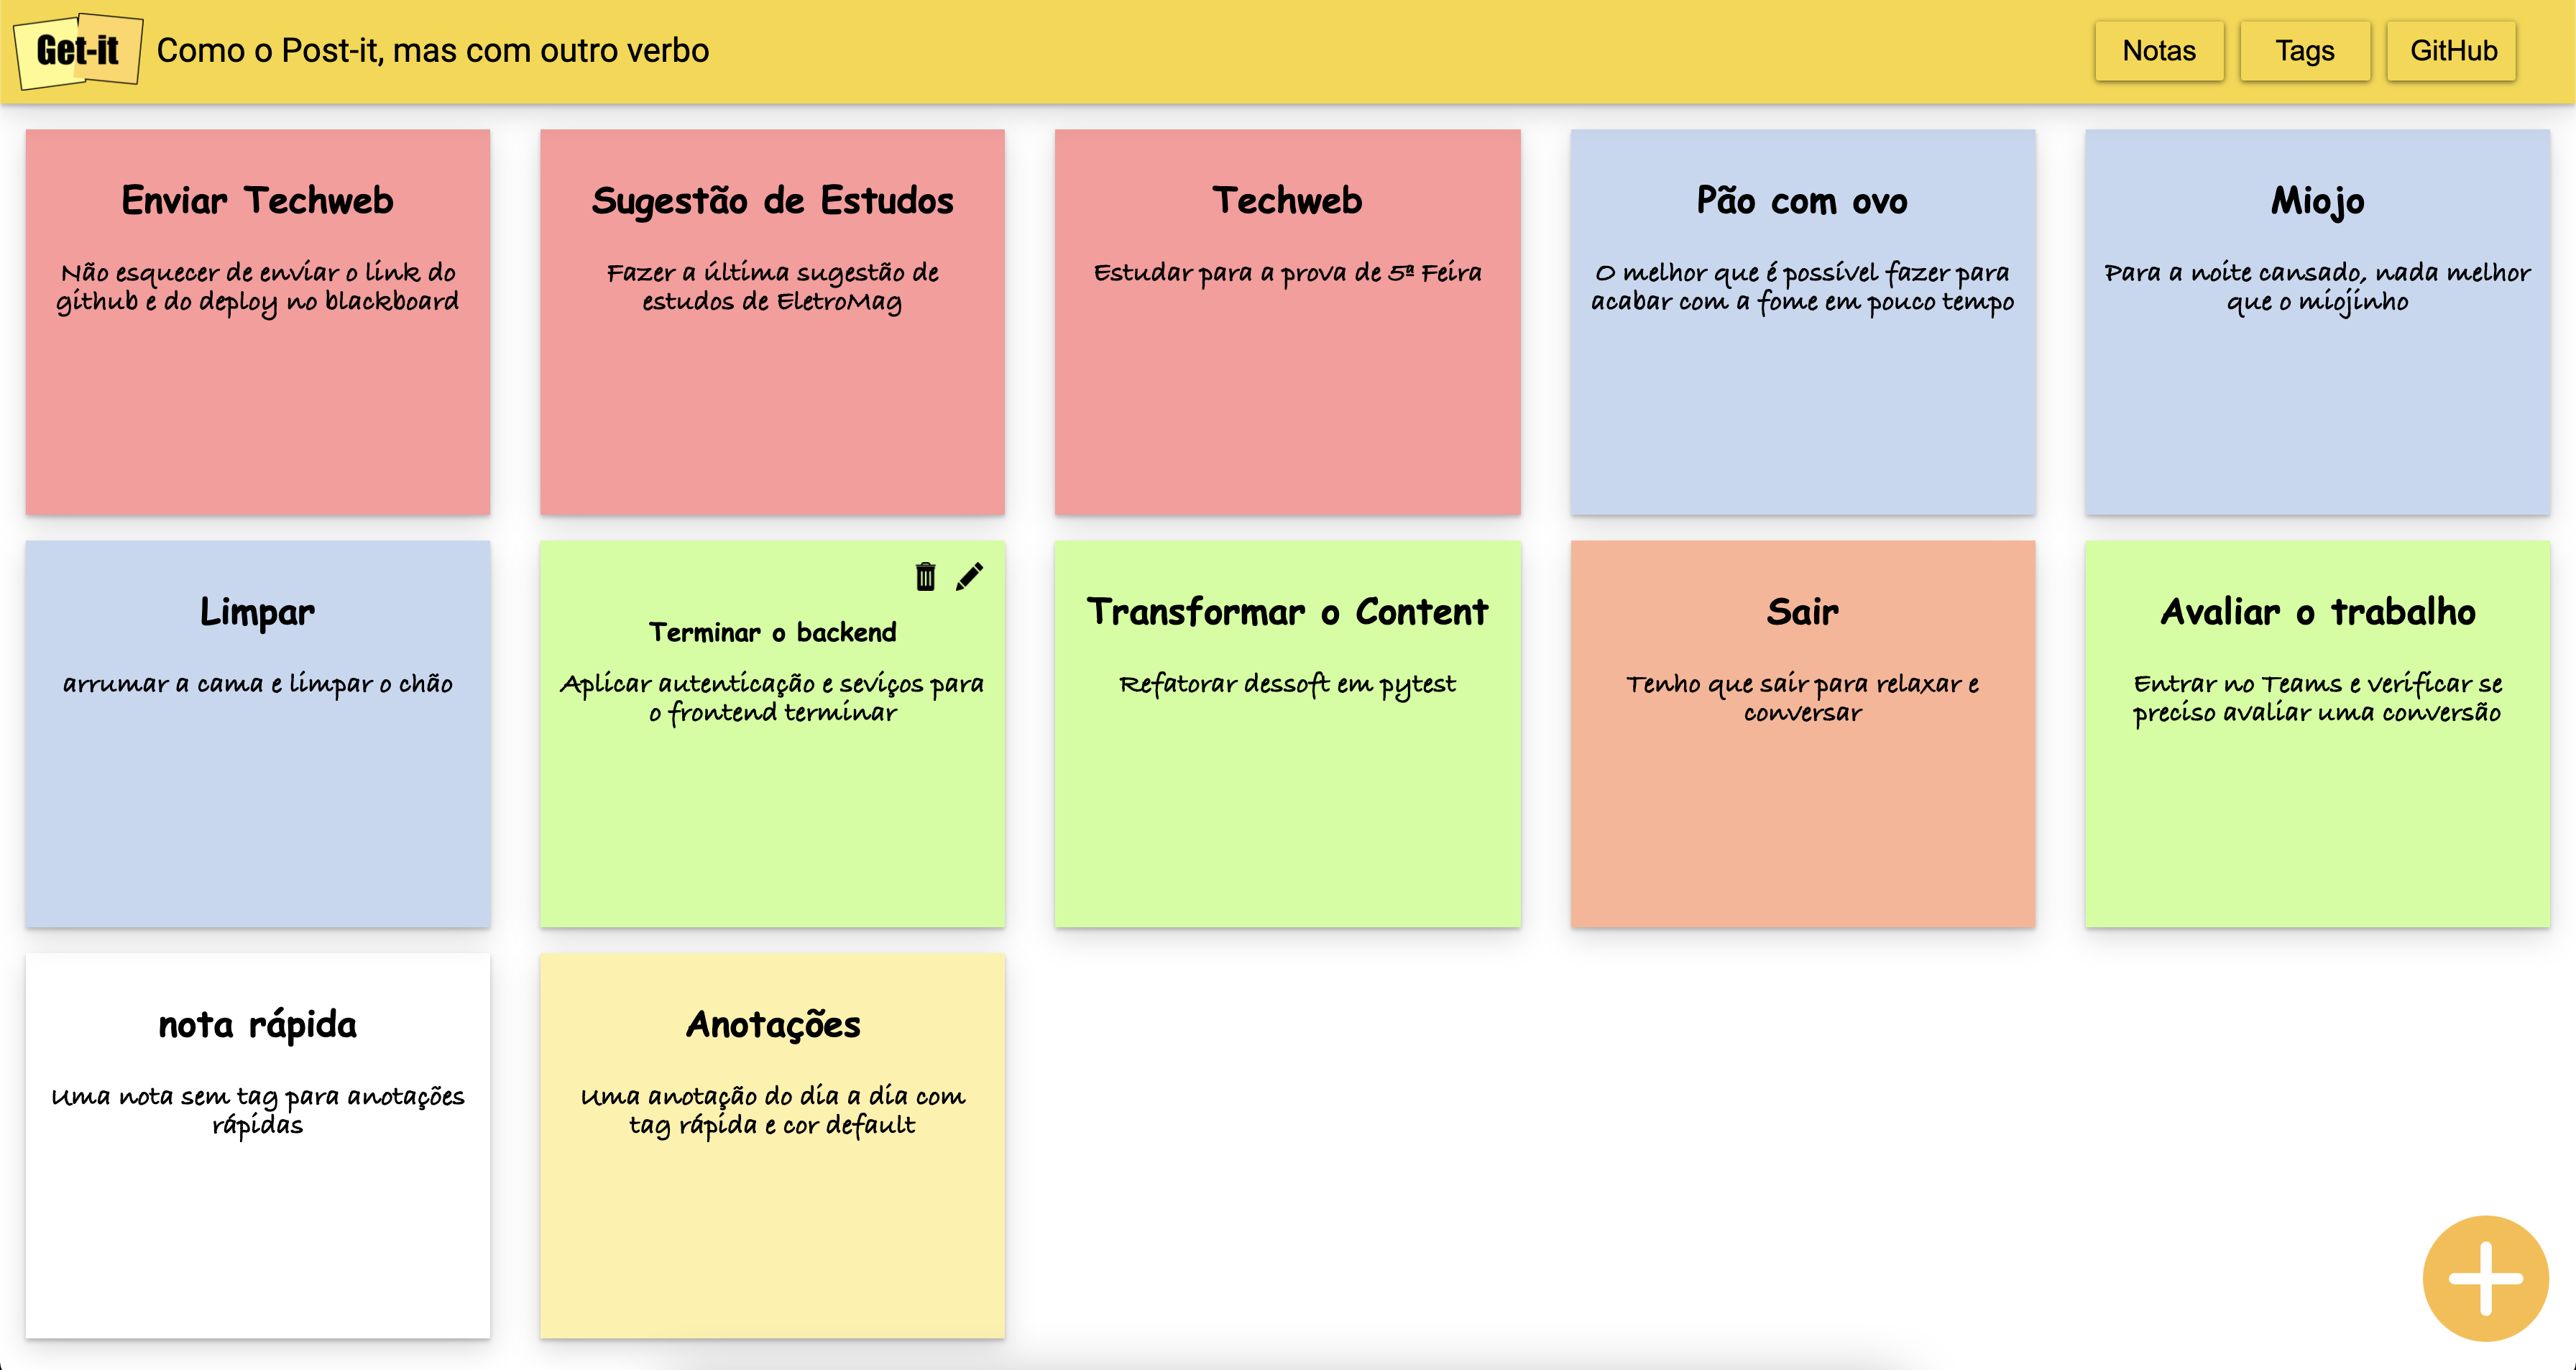 Get-it
Como o Post-it, mas com outro verbo
Notas
Tags
GitHub
Enviar Techweb
Não esquecer de enviar o link do
github e do deploy no blackboard
Sugestão de Estudos
Fazer a última sugestão de
estudos de EletroMag
Techweb
Estudar para a prova de 5ª Feira
Pão com ovo
O melhor que é possível fazer para
acabar com a fome em pouco tempo
Miojo
Para a noite cansado, nada melhor
que o miojinho
Limpar
arrumar a cama e limpar o chão
Terminar o backend
Aplicar autenticação e seviços para
o frontend terminar
Transformar o Content
Refatorar dessoft em pytest
Sair
Tenho que sair para relaxar e
conversar
Avaliar o trabalho
Entrar no Teams e verificar se
preciso avaliar uma conversão
nota rápida
Uma nota sem tag para anotações
rápidas
Anotações
Uma anotação do dia a dia com
tag rápida e cor default